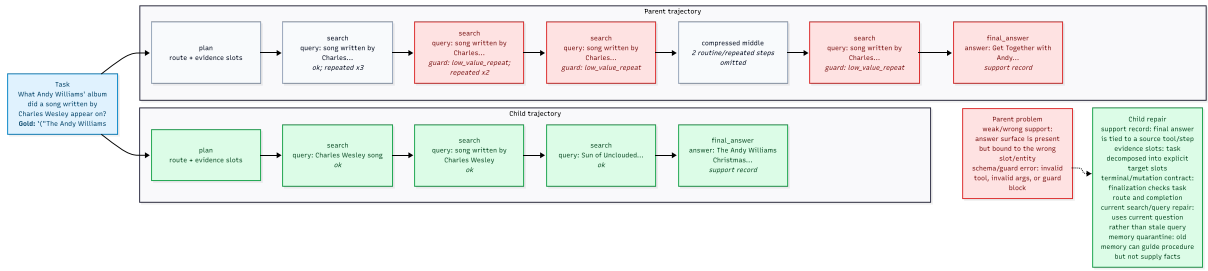 Parent trajectory
Task
What Andy Williams' album
did a song written by
Charles Wesley appear on?
Gold: '("The Andy Williams
plan
route + evidence slots
search
query: song written by
Charles...
ok; repeated x3
search
query: song written by
Charles...
guard: low_value_repeat;
repeated x2
search
query: song written by
Charles...
guard: low_value_repeat
compressed middle
2 routine/repeated steps
omitted
search
query: song written by
Charles...
guard: low_value_repeat
final_answer
answer: Get Together with
Andy...
support record
Child trajectory
plan
route + evidence slots
search
query: Charles Wesley song
ok
search
query: song written by
Charles Wesley
ok
search
query: Sun of Unclouded...
ok
final_answer
answer: The Andy Williams
Christmas...
support record
Parent problem
weak/wrong support:
answer surface is present
but bound to the wrong
slot/entity
schema/guard error: invalid
tool, invalid args, or guard
block
Child repair
support record: final answer
is tied to a source tool/step
evidence slots: task
decomposed into explicit
target slots
terminal/mutation contract:
finalization checks task
route and completion
current search/query repair:
uses current question
rather than stale query
memory quarantine: old
memory can guide procedure
but not supply facts